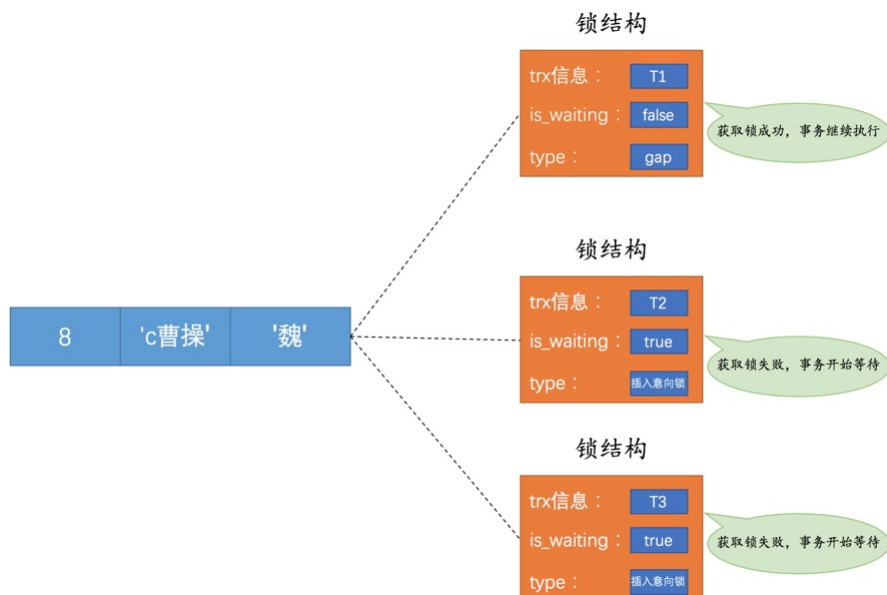 锁结构
trx信息： T1
is_waiting： false
type： gap
获取锁成功，事务继续执行
8 'c曹操' '魏'
锁结构
trx信息： T2
is_waiting： true
type： 插入意向锁
获取锁失败，事务开始等待
锁结构
trx信息： T3
is_waiting： true
type： 插入意向锁
获取锁失败，事务开始等待